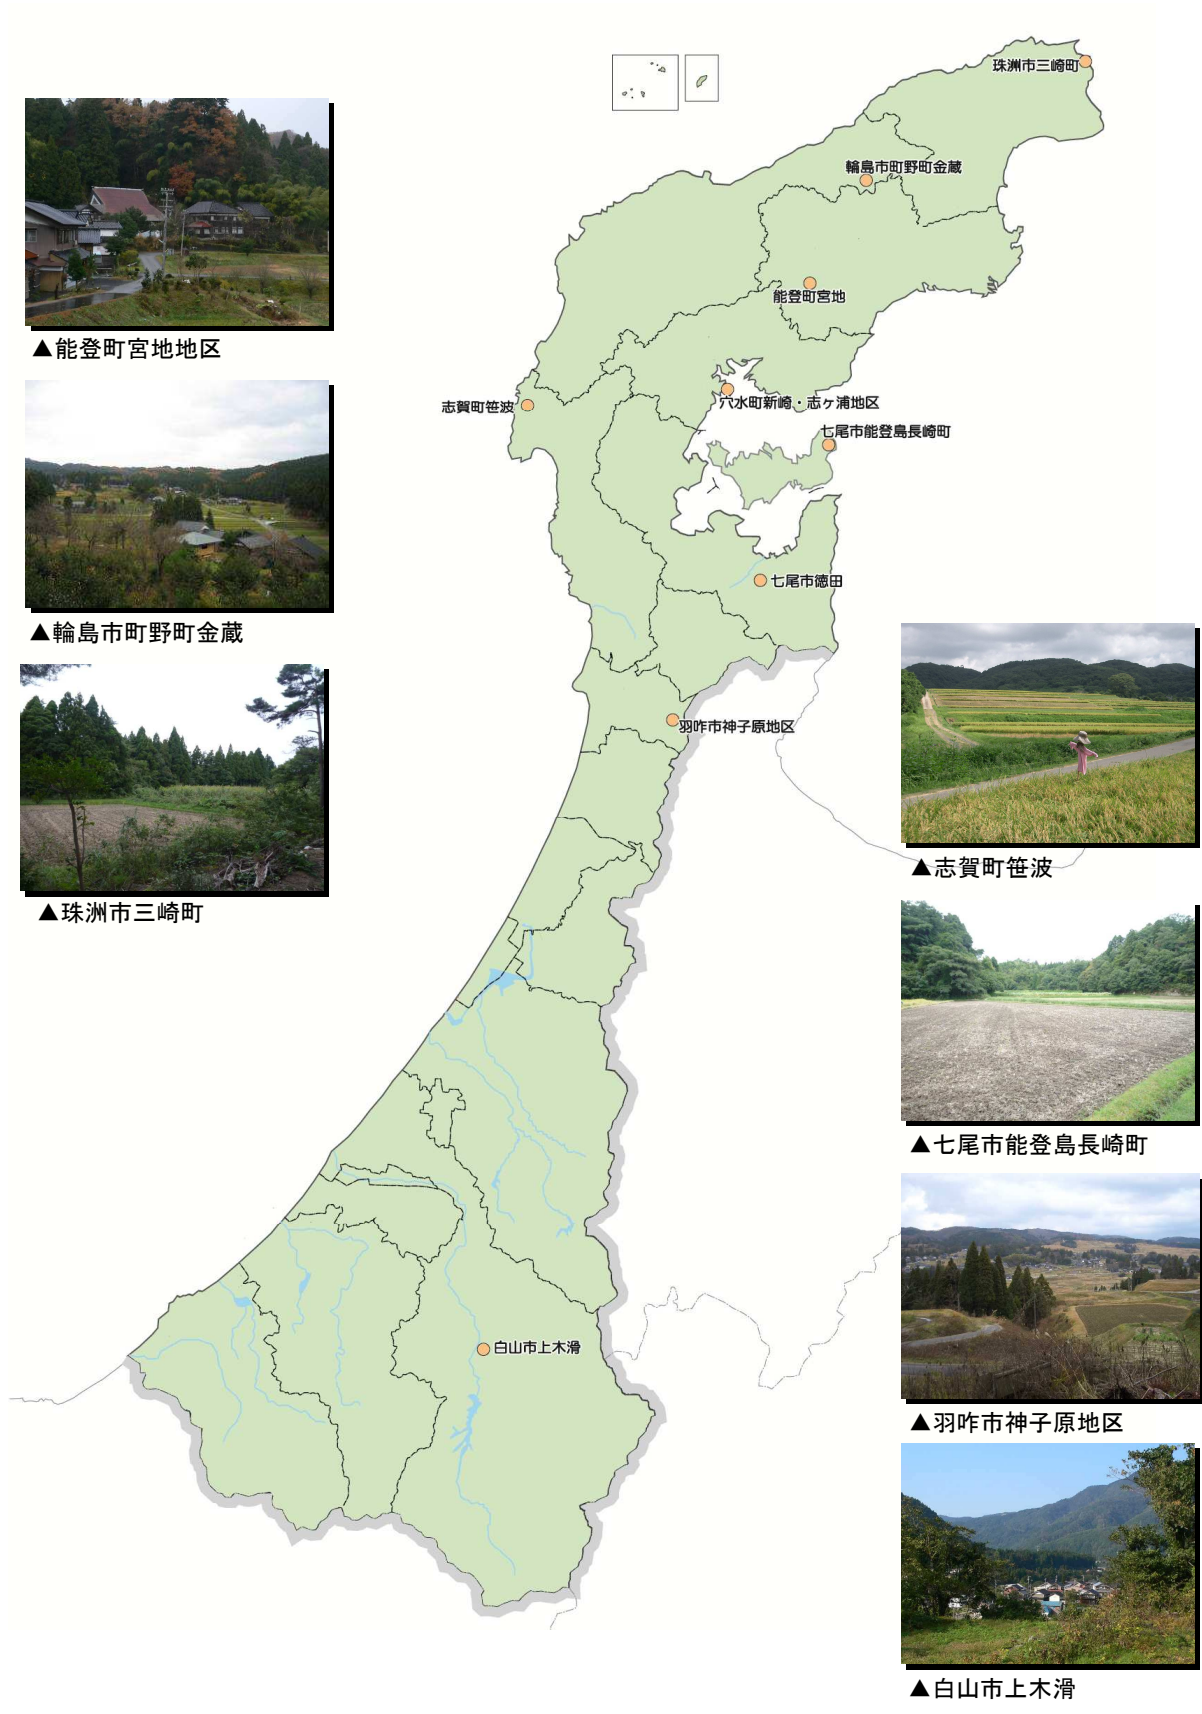 珠洲市三崎町
輪島市町野町金蔵
能登町宮地
▲能登町宮地地区
志賀町笹波
穴水町新崎・志ヶ浦地区
七尾市能登島長崎町
七尾市徳田
▲輪島市町野町金蔵
羽咋市神子原地区
▲志賀町笹波
▲珠洲市三崎町
▲七尾市能登島長崎町
白山市上木滑
▲羽咋市神子原地区
▲白山市上木滑